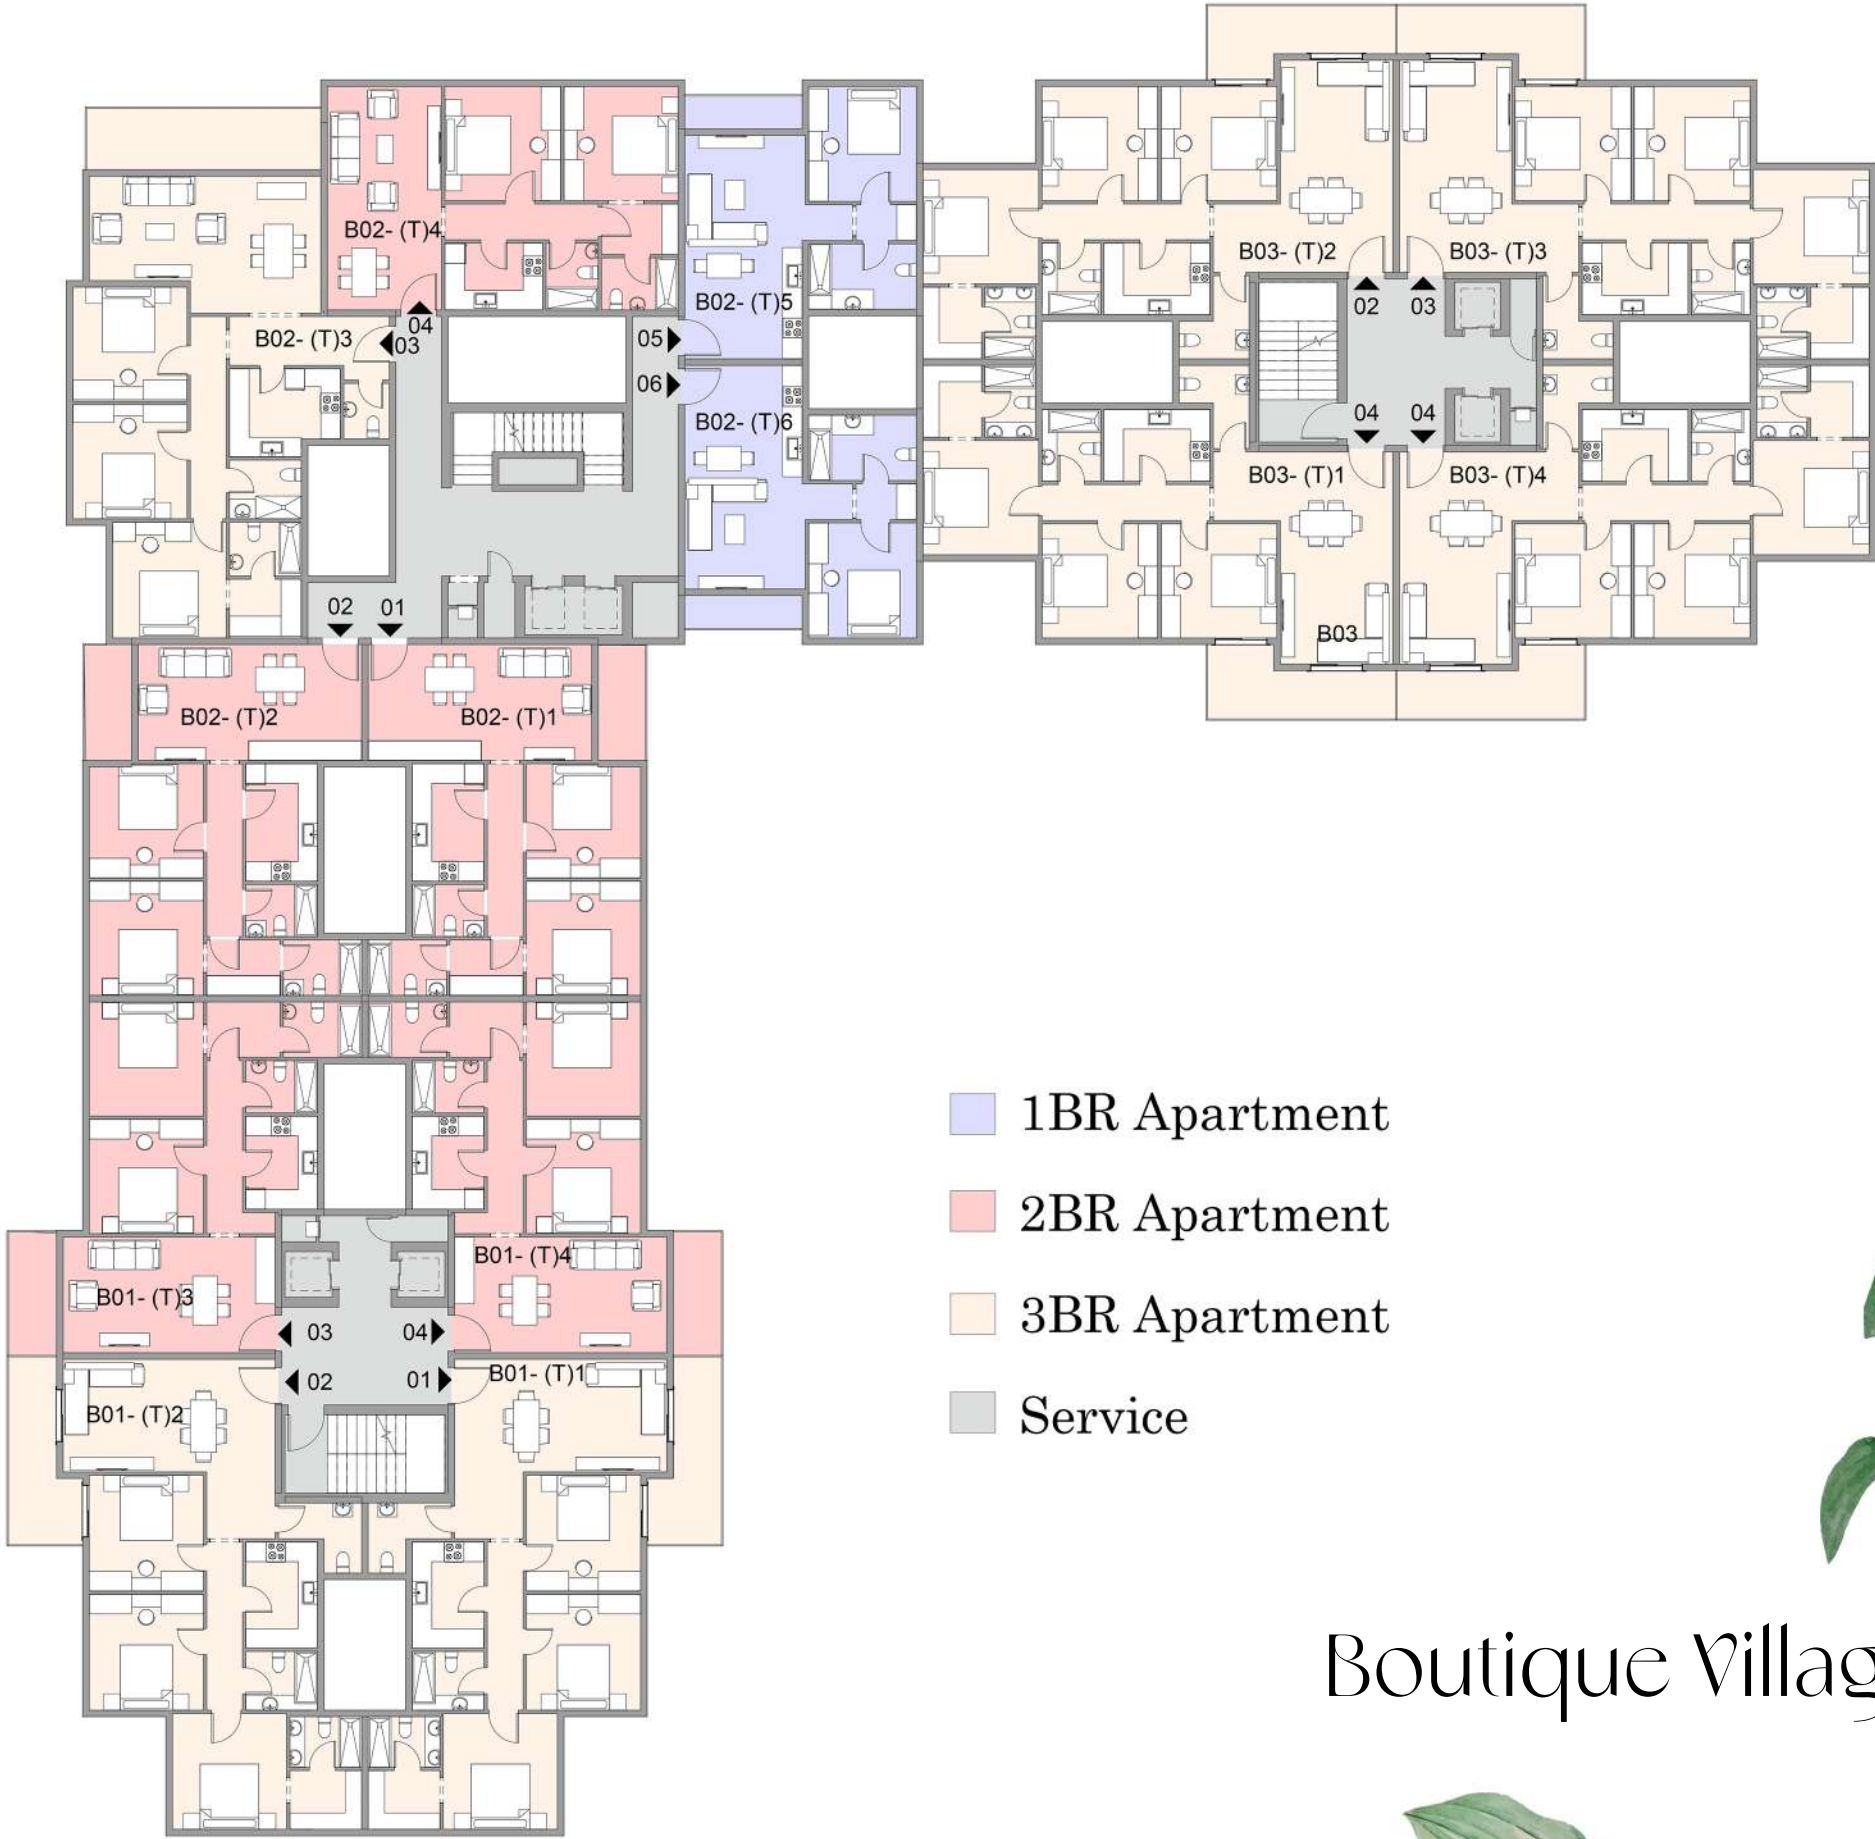 B02- (T)4
B02- (T)3
04
03
05
06
B02- (T)5
B02- (T)6
02
01
B03- (T)2
B03- (T)3
02
03
04
04
B03- (T)1
B03- (T)4
B03
B02- (T)2
B02- (T)1
B01- (T)4
B01- (T)3
03
04
02
01
B01- (T)1
B01- (T)2
1BR Apartment
2BR Apartment
3BR Apartment
Service
Boutique Villag